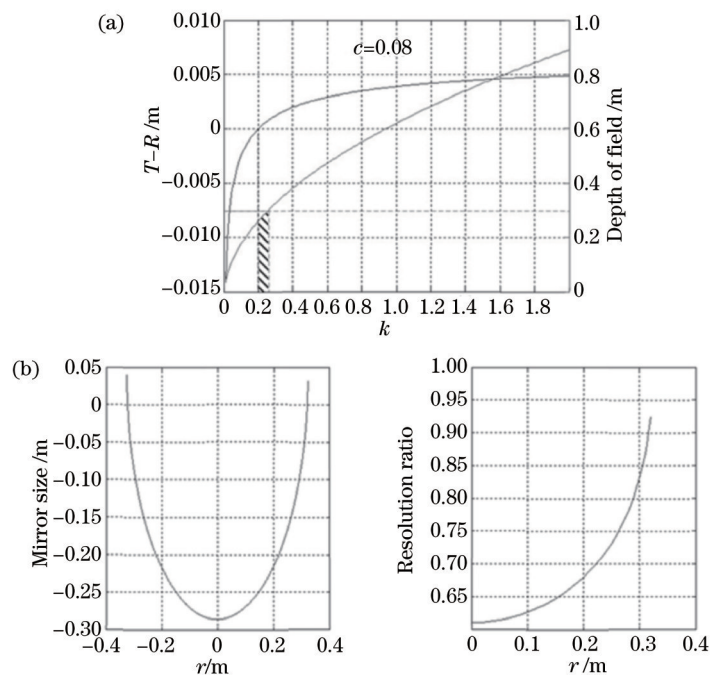 (a)
c=0.08
T–R /m
0.010
0.005
0
–0.005
–0.010
–0.015
1.0
0.8
0.6
0.4
0.2
0
Depth of field /m
0 0.2 0.4 0.6 0.8 1.0 1.2 1.4 1.6 1.8
k
(b)
Mirror size /m
0.05
0
–0.05
–0.10
–0.15
–0.20
–0.25
–0.30
–0.4 –0.2 0 0.2 0.4
r/m
Resolution ratio
1.00
0.95
0.90
0.85
0.80
0.75
0.70
0.65
0 0.1 0.2 0.3 0.4
r /m